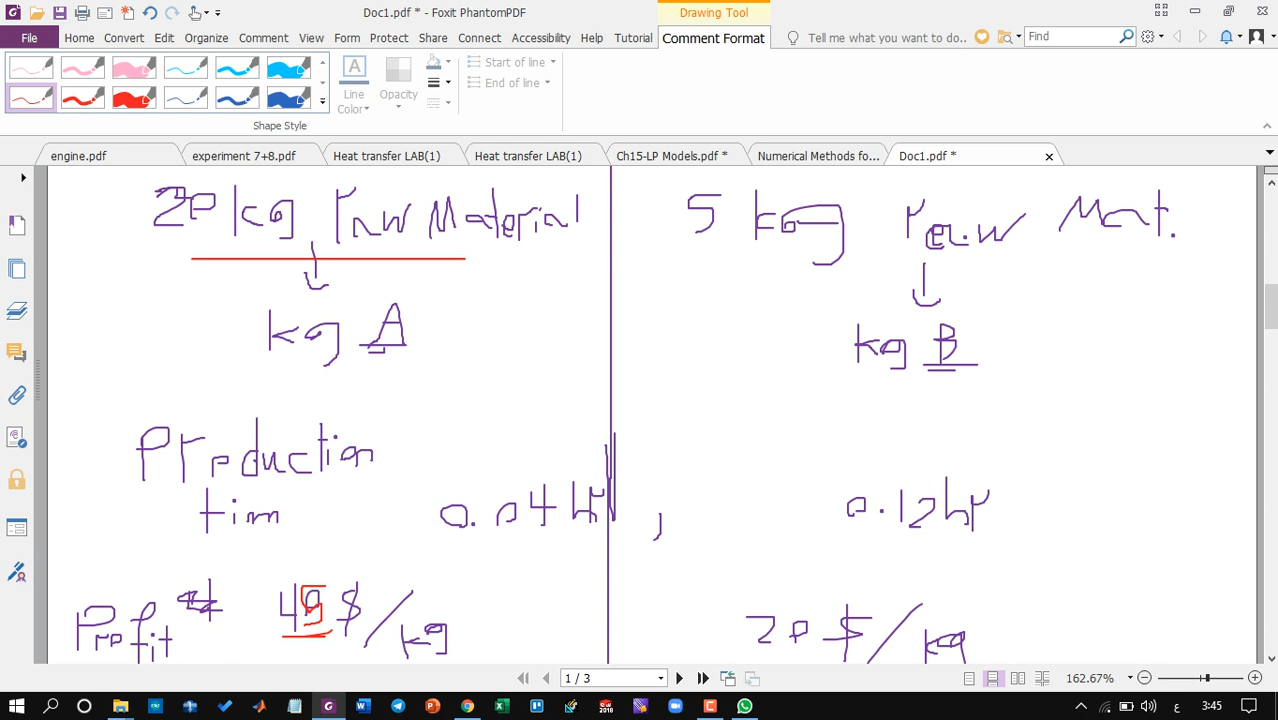 Doc1.pdf * - Foxit PhantomPDF
Drawing Tool
File Home Create Convert Edit Organize Comment View Form Protect Share Connect Accessibility Help Tutorial Comment Format Tell me what you want to do.. Find
Start of line
End of line
Line Color
Opacity
Shape Style
engine.pdf experiment 7+8.pdf Heat transfer LAB(1) Heat transfer LAB(1) Ch15-LP Models.pdf * Numerical Methods fo... Doc1.pdf *
20 kg raw Material
kg A
5 kg raw Mat.
kg B
Production
tim 0.04 hr , 0.12 hr
Profit 45 $/kg 20 $/kg
1 / 3
162.67%
ع 3:45